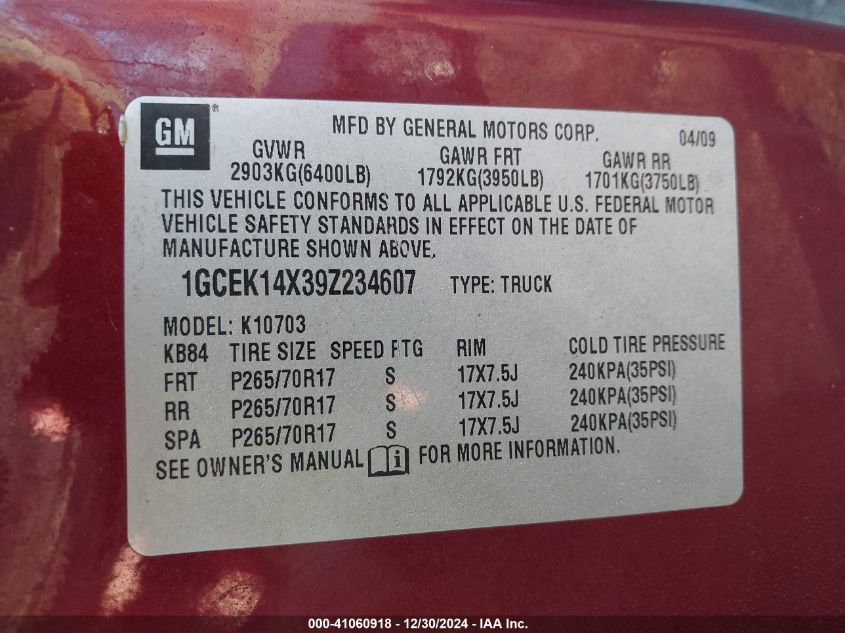 GM®
MFD BY GENERAL MOTORS CORP. 04/09
GVWR GAWR FRT GAWR RR
2903KG(6400LB) 1792KG(3950LB) 1701KG(3750LB)
THIS VEHICLE CONFORMS TO ALL APPLICABLE U.S. FEDERAL MOTOR
VEHICLE SAFETY STANDARDS IN EFFECT ON THE DATE OF
MANUFACTURE SHOWN ABOVE.
1GCEK14X39Z234607 TYPE: TRUCK
MODEL: K10703
KB84 TIRE SIZE SPEED RTG RIM COLD TIRE PRESSURE
FRT P265/70R17 S 17X7.5J 240KPA(35PSI)
RR P265/70R17 S 17X7.5J 240KPA(35PSI)
SPA P265/70R17 S 17X7.5J 240KPA(35PSI)
SEE OWNER'S MANUAL i FOR MORE INFORMATION.
000-41060918 - 12/30/2024 - IAA Inc.